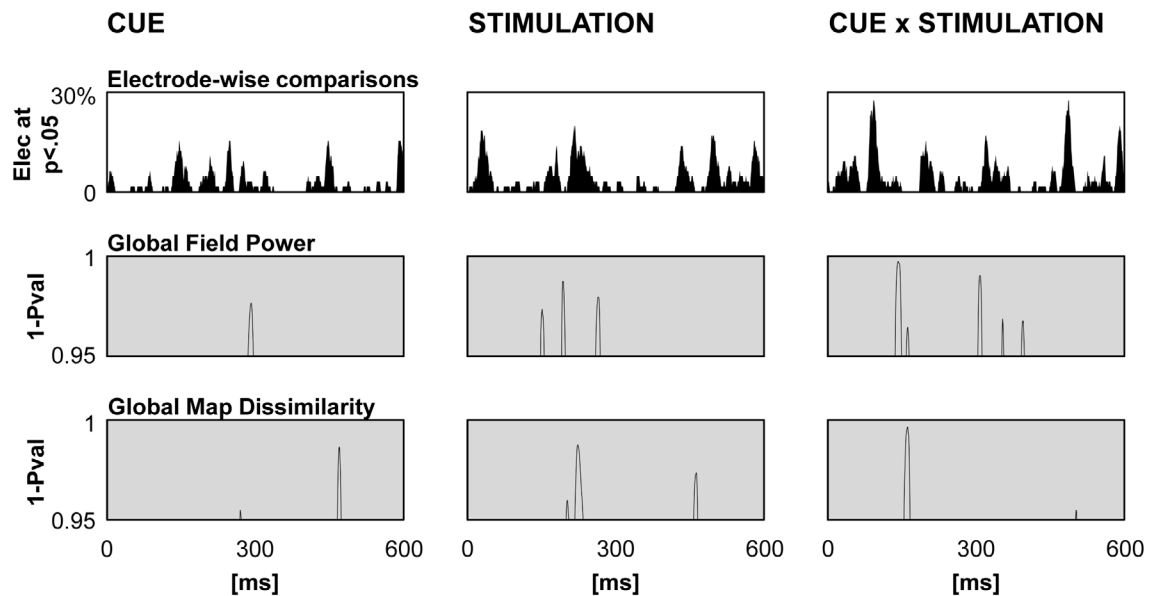 CUE STIMULATION CUE x STIMULATION
Electrode-wise comparisons
30%
Elec at
p<.05
0
Global Field Power
1
1-Pval
0.95
Global Map Dissimilarity
1
1-Pval
0.95
0 300 600 0 300 600 0 300 600
[ms] [ms] [ms]